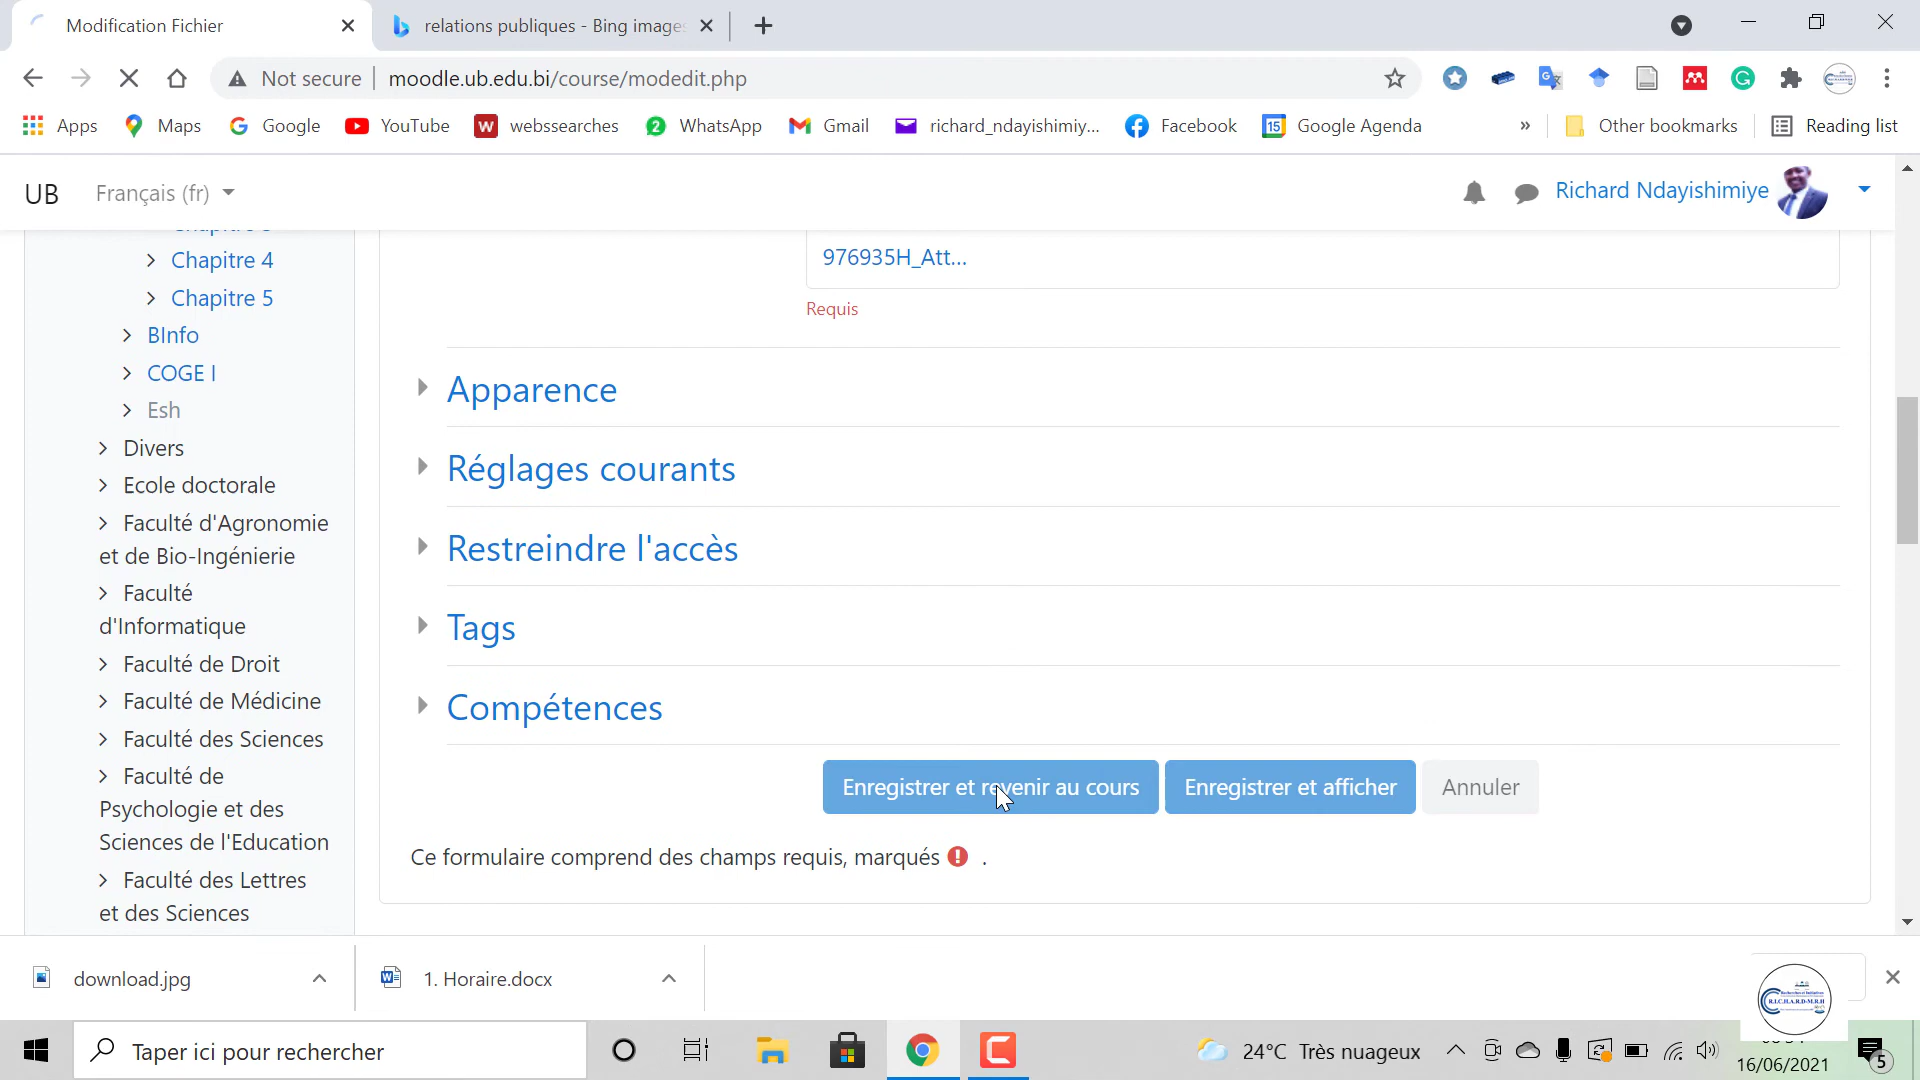 Modification Fichier
relations publiques - Bing images
Not secure
moodle.ub.edu.bi/course/modedit.php
Apps
Maps
Google
YouTube
webssearches
WhatsApp
Gmail
richard_ndayishimiy...
Facebook
15
Google Agenda
»
Other bookmarks
Reading list
UB
Français (fr)
Richard Ndayishimiye
Chapitre 4
Chapitre 5
BInfo
COGE I
Esh
Divers
Ecole doctorale
Faculté d'Agronomie
et de Bio-Ingénierie
Faculté
d'Informatique
Faculté de Droit
Faculté de Médicine
Faculté des Sciences
Faculté de
Psychologie et des
Sciences de l'Education
Faculté des Lettres
et des Sciences
976935H_Att...
Requis
Apparence
Réglages courants
Restreindre l'accès
Tags
Compétences
Enregistrer et revenir au cours
Enregistrer et afficher
Annuler
Ce formulaire comprend des champs requis, marqués .
download.jpg
1. Horaire.docx
R.I.C.H.A.R.D-M.R.H
Taper ici pour rechercher
24°C Très nuageux
16/06/2021
5